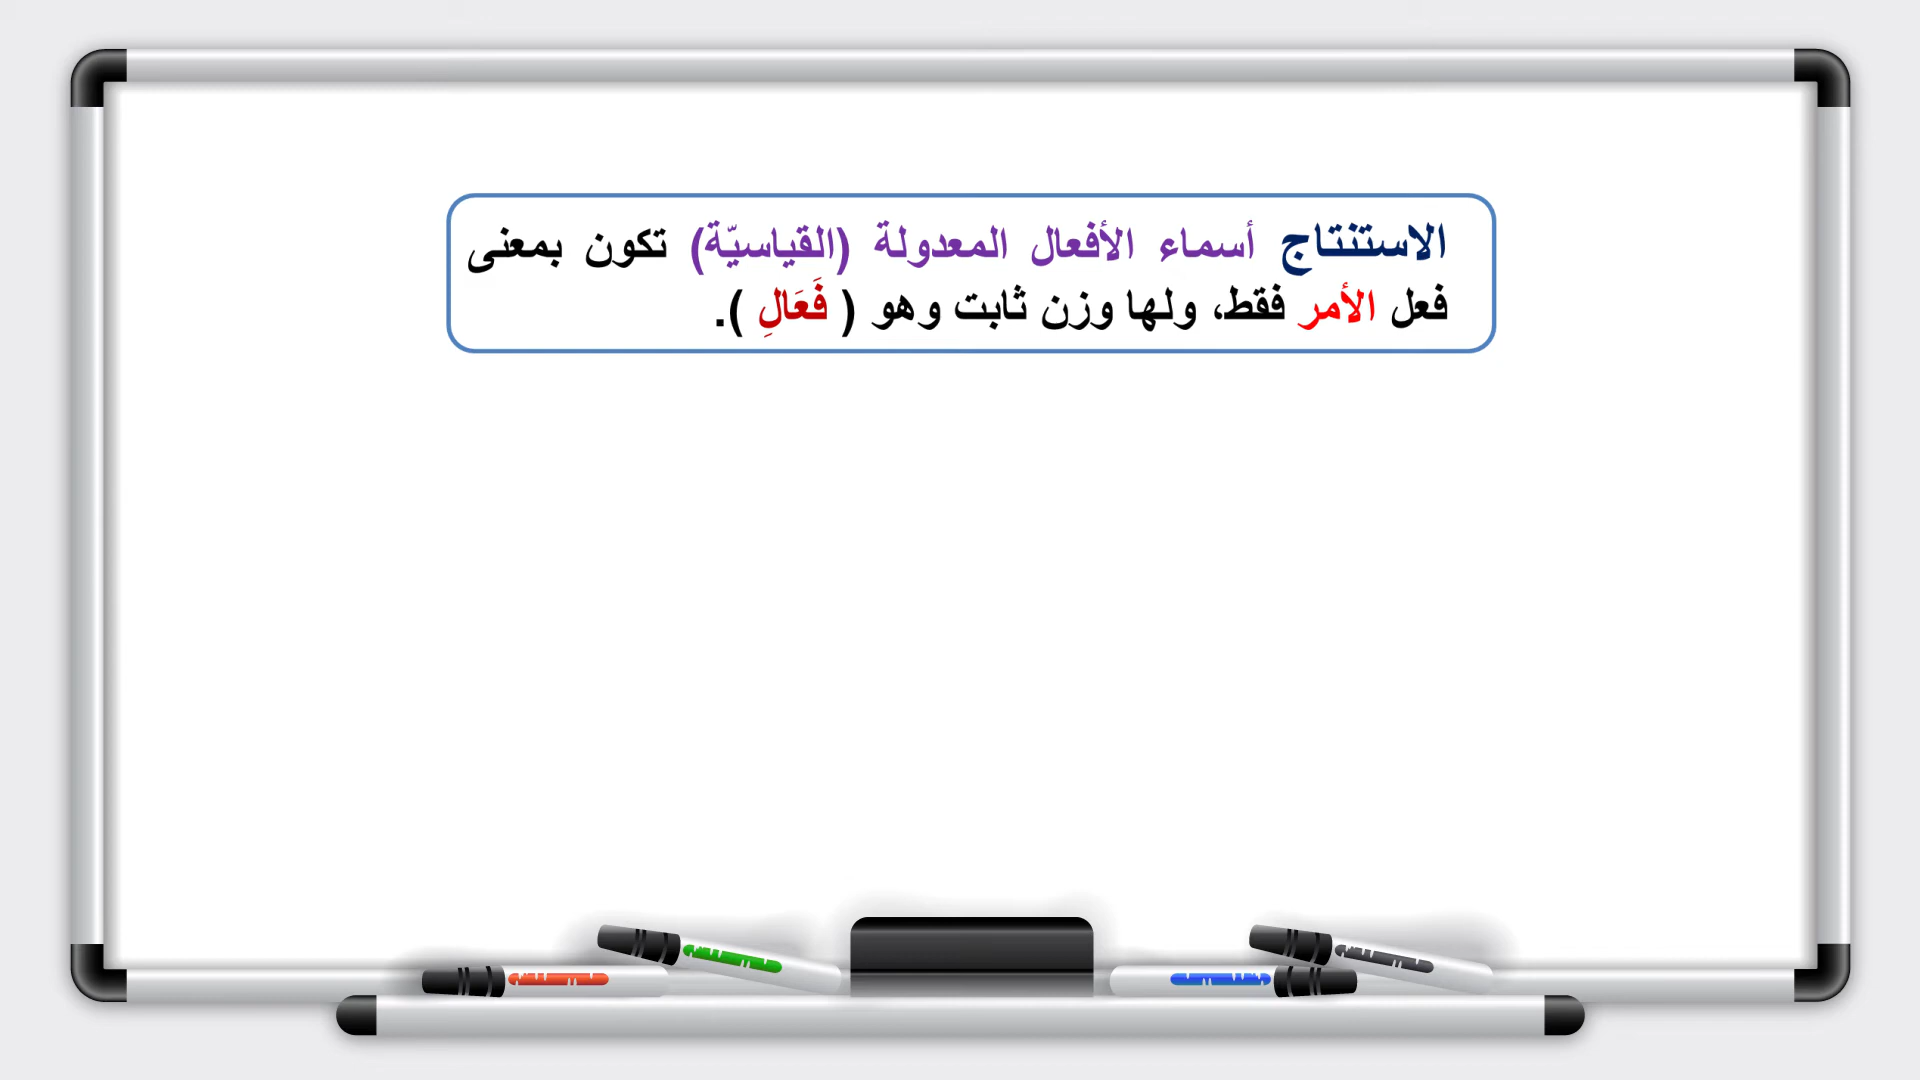 الاستنتاج أسماء الأفعال المعدولة (القياسيّة) تكون بمعنى
فعل الأمر فقط، ولها وزن ثابت وهو ( فَعَالِ ).